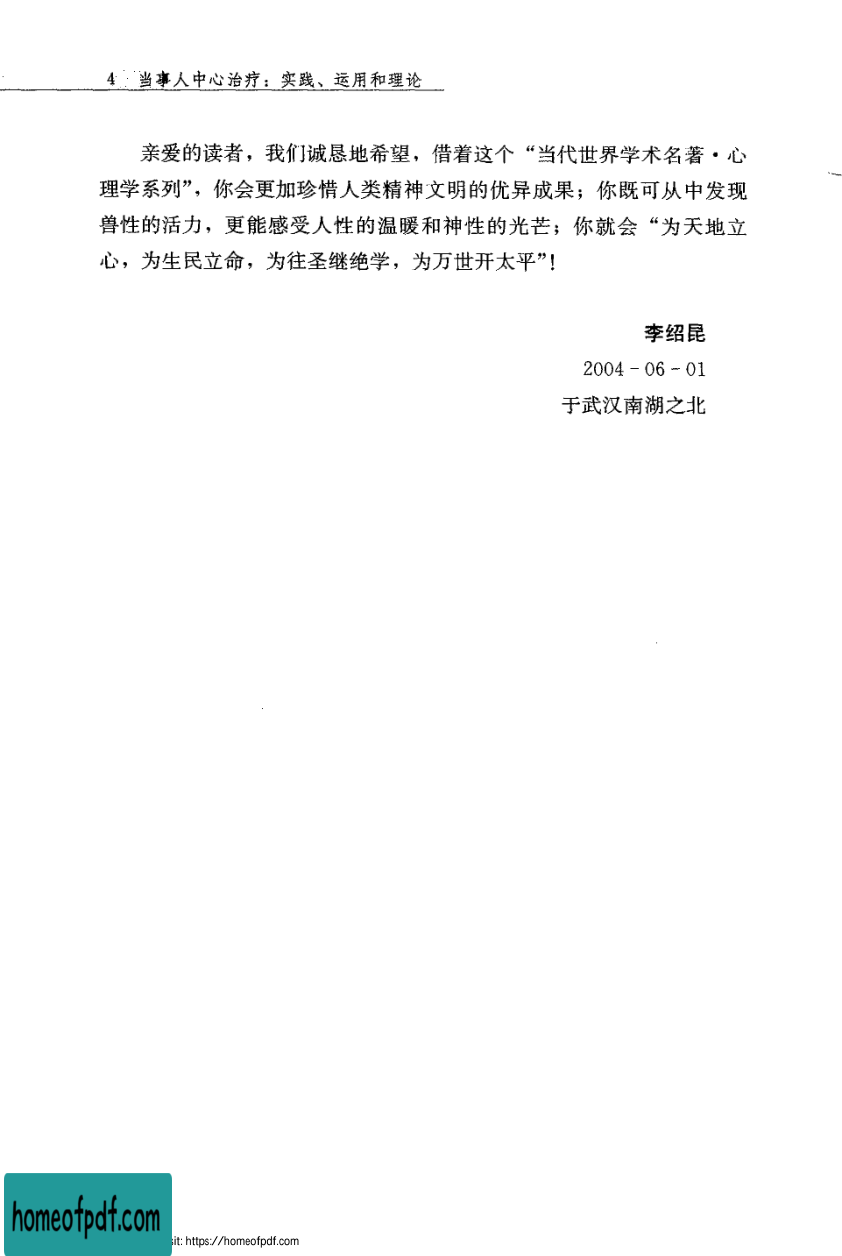 4 当事人中心治疗：实践、运用和理论
亲爱的读者，我们诚恳地希望，借着这个“当代世界学术名著·心
理学系列”，你会更加珍惜人类精神文明的优异成果；你既可从中发现
兽性的活力，更能感受人性的温暖和神性的光芒；你就会“为天地立
心，为生民立命，为往圣继绝学，为万世开太平”！
李绍昆
2004－06－01
于武汉南湖之北
homeofpdf.com
sit: https://homeofpdf.com